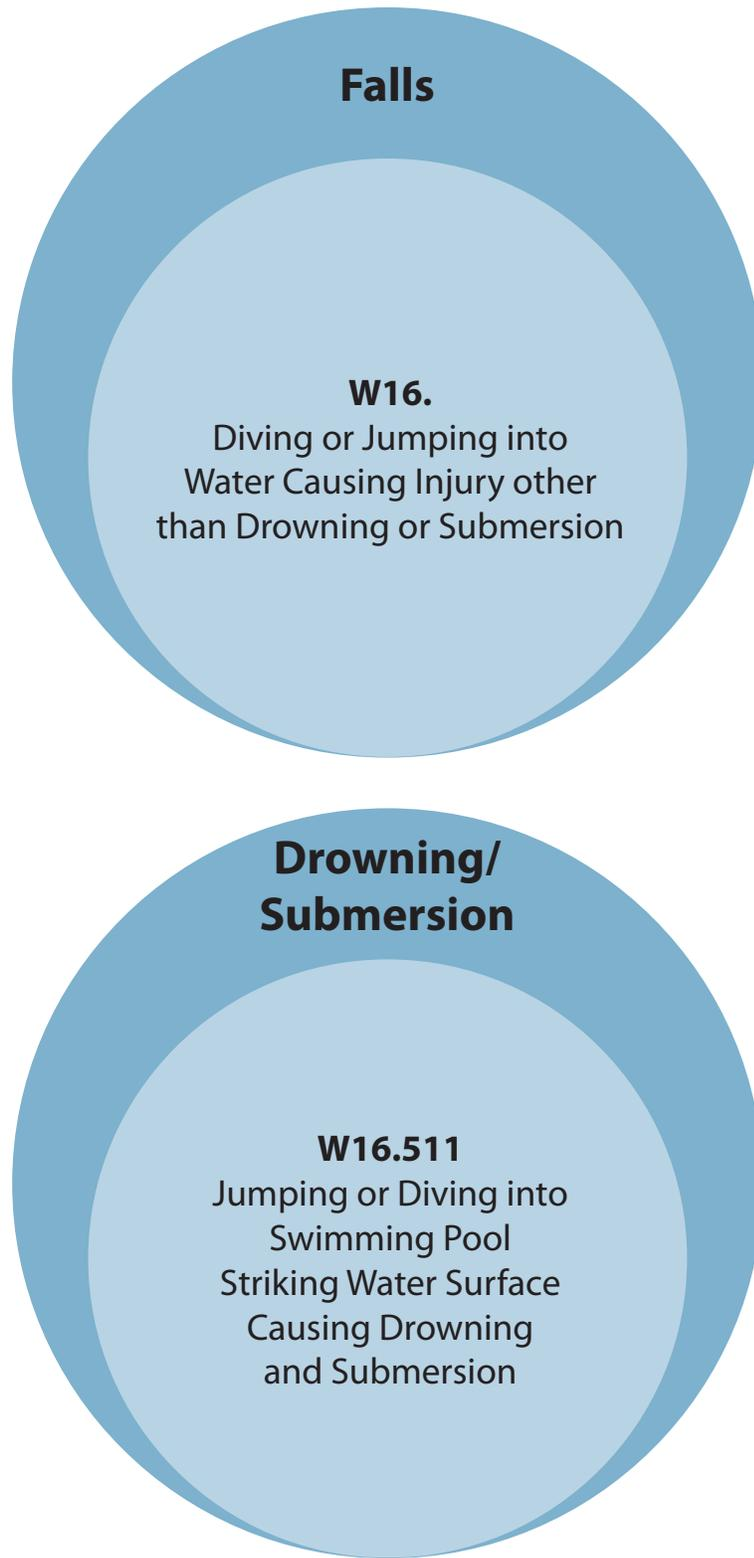 Falls
W16.
Diving or Jumping into
Water Causing Injury other
than Drowning or Submersion
Drowning/
Submersion
W16.511
Jumping or Diving into
Swimming Pool
Striking Water Surface
Causing Drowning
and Submersion